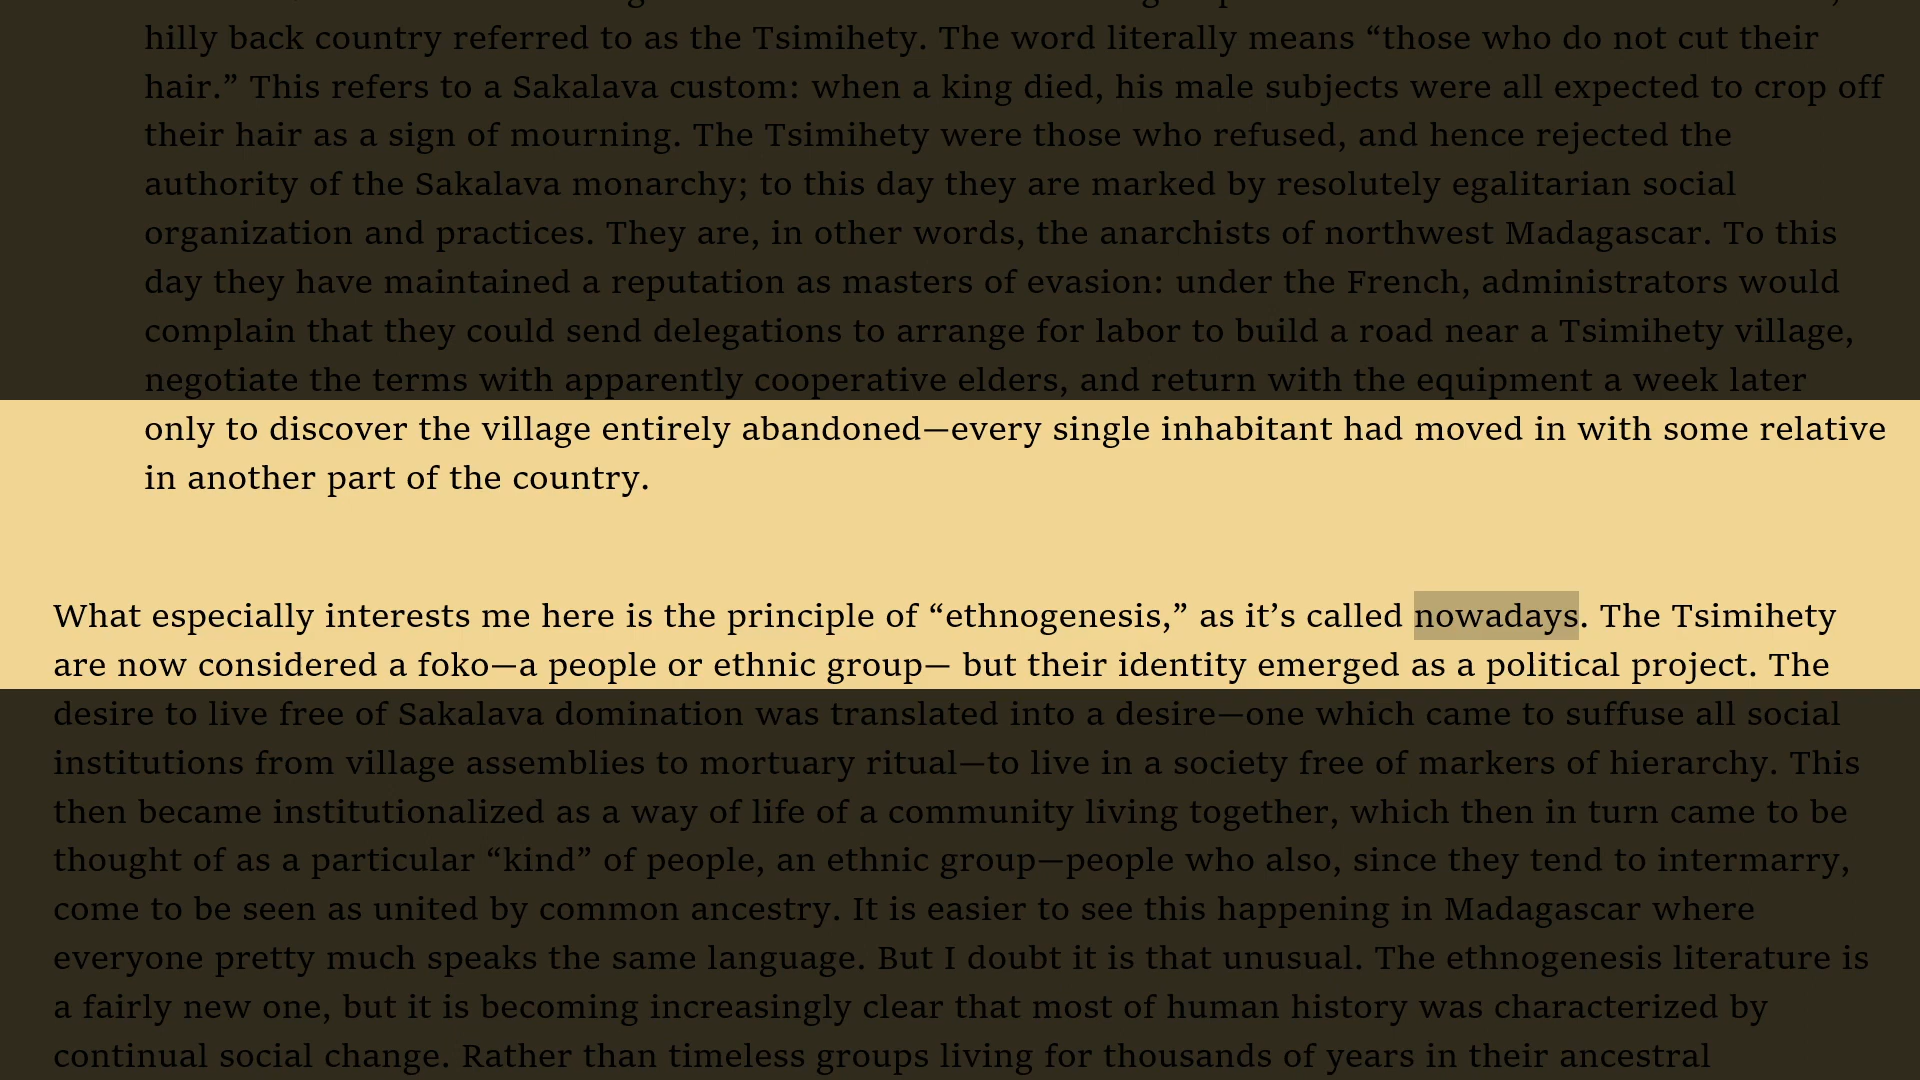 hilly back country referred to as the Tsimihety. The word literally means “those who do not cut their
hair.” This refers to a Sakalava custom: when a king died, his male subjects were all expected to crop off
their hair as a sign of mourning. The Tsimihety were those who refused, and hence rejected the
authority of the Sakalava monarchy; to this day they are marked by resolutely egalitarian social
organization and practices. They are, in other words, the anarchists of northwest Madagascar. To this
day they have maintained a reputation as masters of evasion: under the French, administrators would
complain that they could send delegations to arrange for labor to build a road near a Tsimihety village,
negotiate the terms with apparently cooperative elders, and return with the equipment a week later
only to discover the village entirely abandoned—every single inhabitant had moved in with some relative
in another part of the country.
What especially interests me here is the principle of “ethnogenesis,” as it’s called nowadays. The Tsimihety
are now considered a foko—a people or ethnic group— but their identity emerged as a political project. The
desire to live free of Sakalava domination was translated into a desire—one which came to suffuse all social
institutions from village assemblies to mortuary ritual—to live in a society free of markers of hierarchy. This
then became institutionalized as a way of life of a community living together, which then in turn came to be
thought of as a particular “kind” of people, an ethnic group—people who also, since they tend to intermarry,
come to be seen as united by common ancestry. It is easier to see this happening in Madagascar where
everyone pretty much speaks the same language. But I doubt it is that unusual. The ethnogenesis literature is
a fairly new one, but it is becoming increasingly clear that most of human history was characterized by
continual social change. Rather than timeless groups living for thousands of years in their ancestral